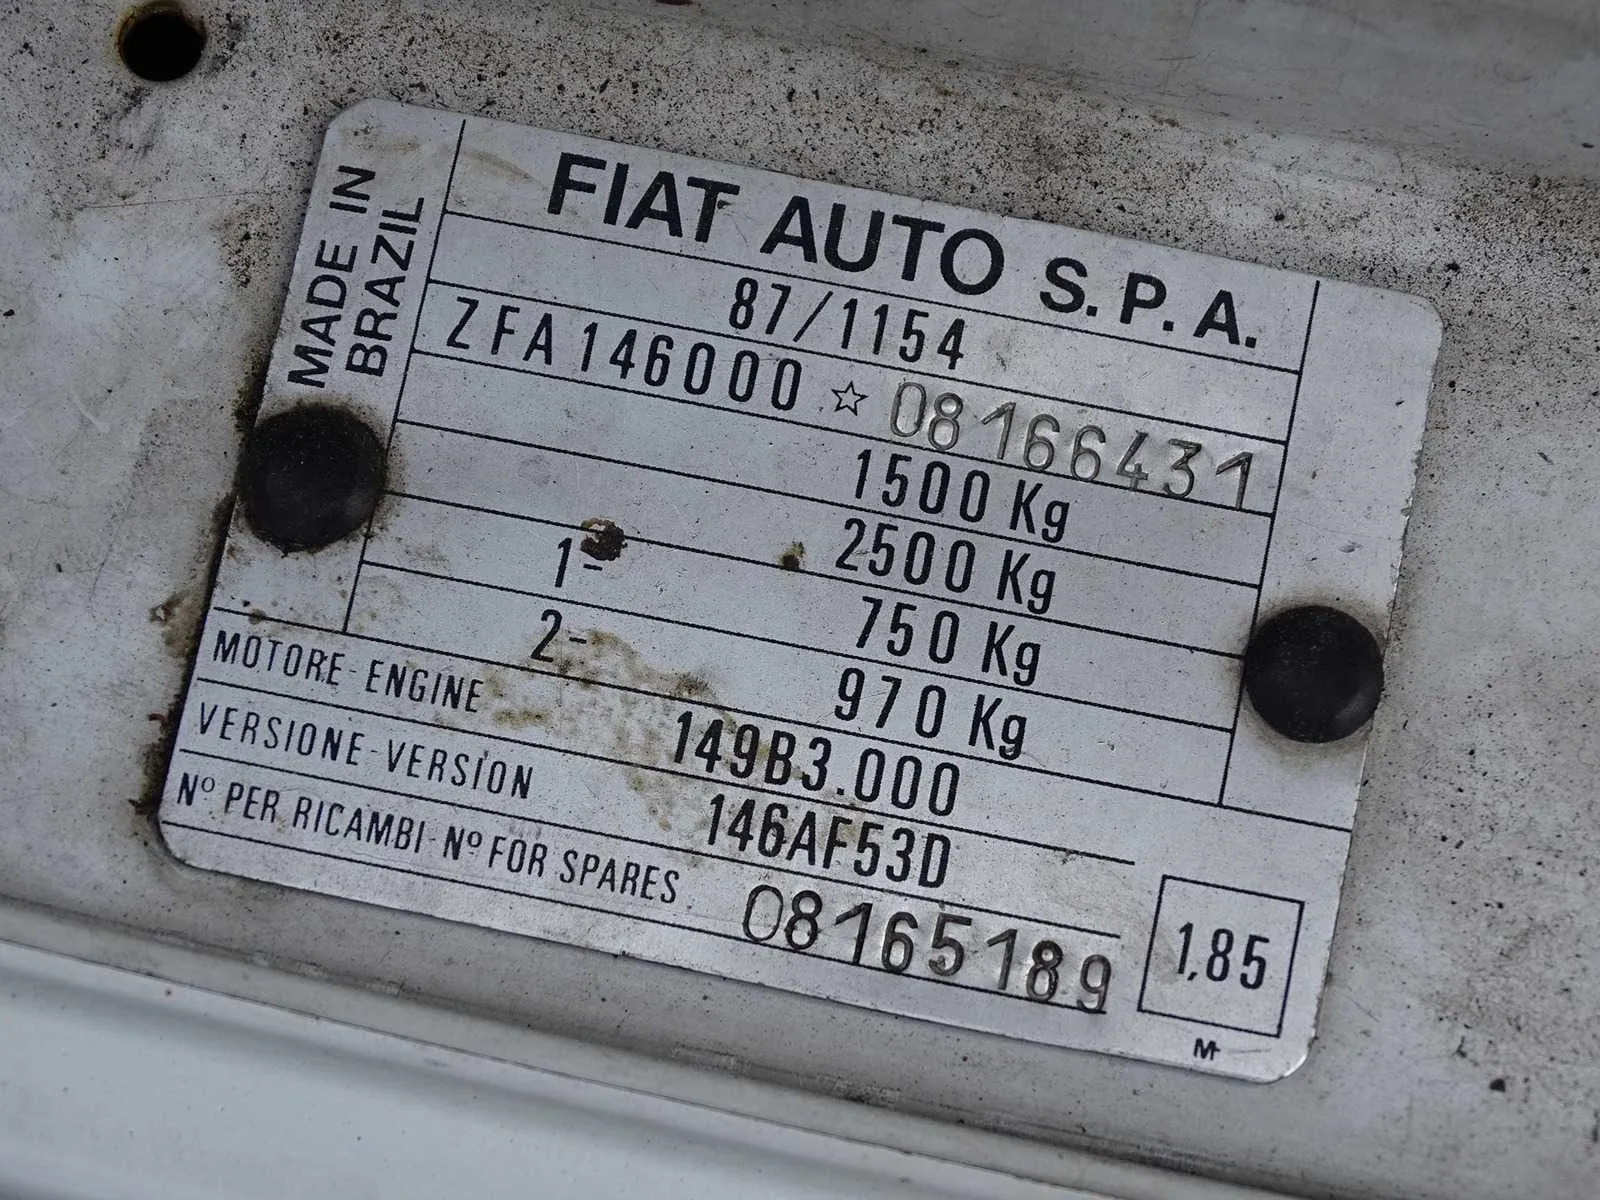 MADE IN
BRAZIL
FIAT AUTO S.P.A.
87/1154
ZFA146000 ☆ 08166431
1500 Kg
2500 Kg
1- 750 Kg
2- 970 Kg
MOTORE-ENGINE 149B3.000
VERSIONE-VERSION 146AF53D
Nº PER RICAMBI-Nº FOR SPARES 08165189
1,85
M